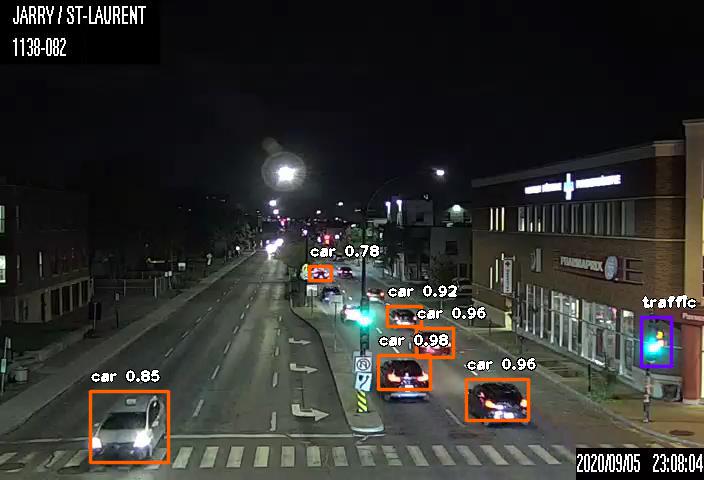 JARRY / ST-LAURENT
1138-082
car 0.78
car 0.92
car 0.96
car 0.98
car 0.96
traffic
car 0.85
PHARMAPRIX
2020/09/05 23:08:04